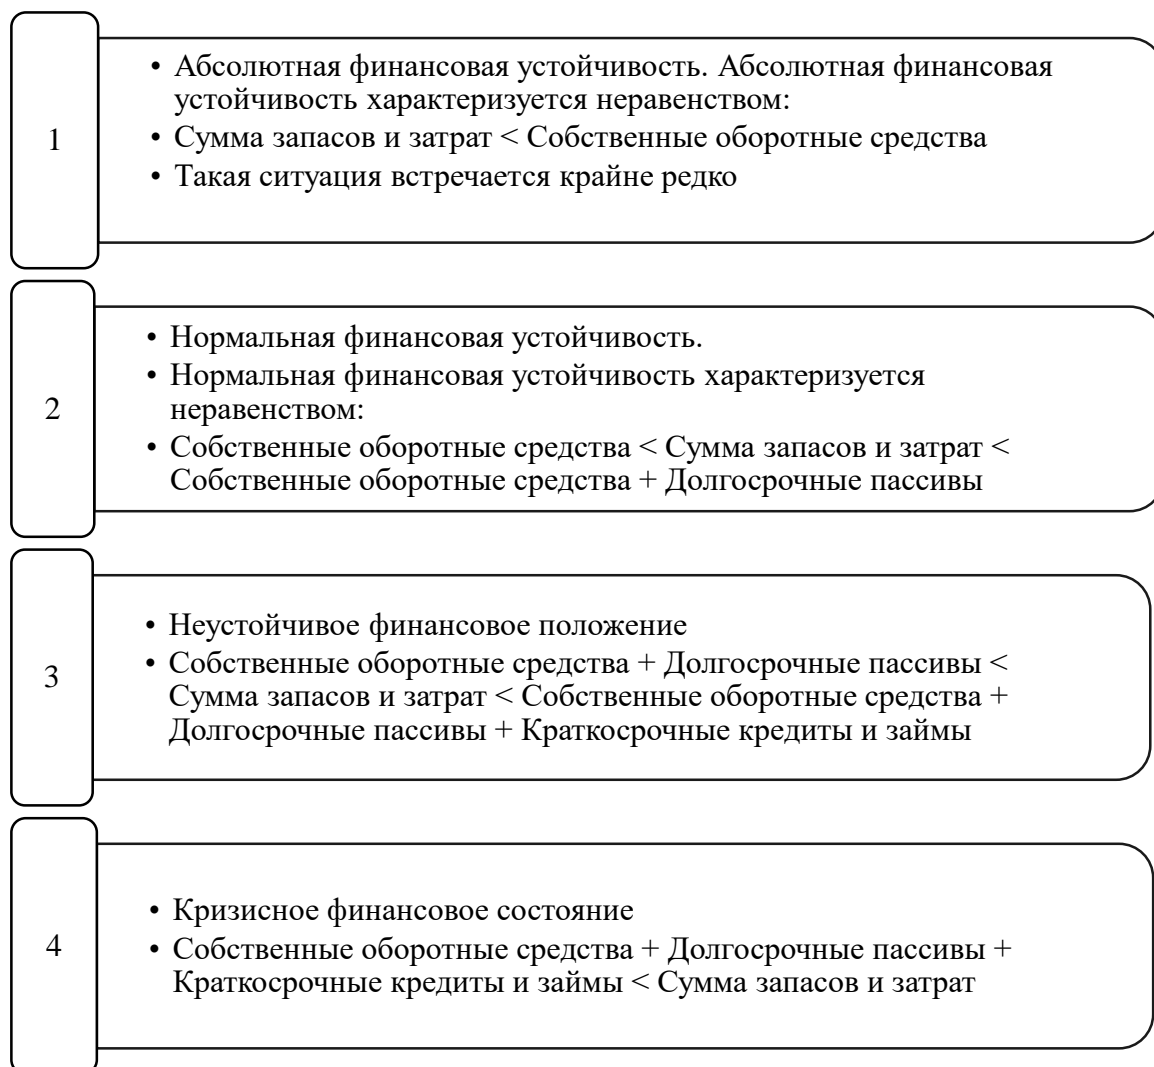 1
• Абсолютная финансовая устойчивость. Абсолютная финансовая
устойчивость характеризуется неравенством:
• Сумма запасов и затрат < Собственные оборотные средства
• Такая ситуация встречается крайне редко
2
• Нормальная финансовая устойчивость.
• Нормальная финансовая устойчивость характеризуется
неравенством:
• Собственные оборотные средства < Сумма запасов и затрат <
Собственные оборотные средства + Долгосрочные пассивы
3
• Неустойчивое финансовое положение
• Собственные оборотные средства + Долгосрочные пассивы <
Сумма запасов и затрат < Собственные оборотные средства +
Долгосрочные пассивы + Краткосрочные кредиты и займы
4
• Кризисное финансовое состояние
• Собственные оборотные средства + Долгосрочные пассивы +
Краткосрочные кредиты и займы < Сумма запасов и затрат